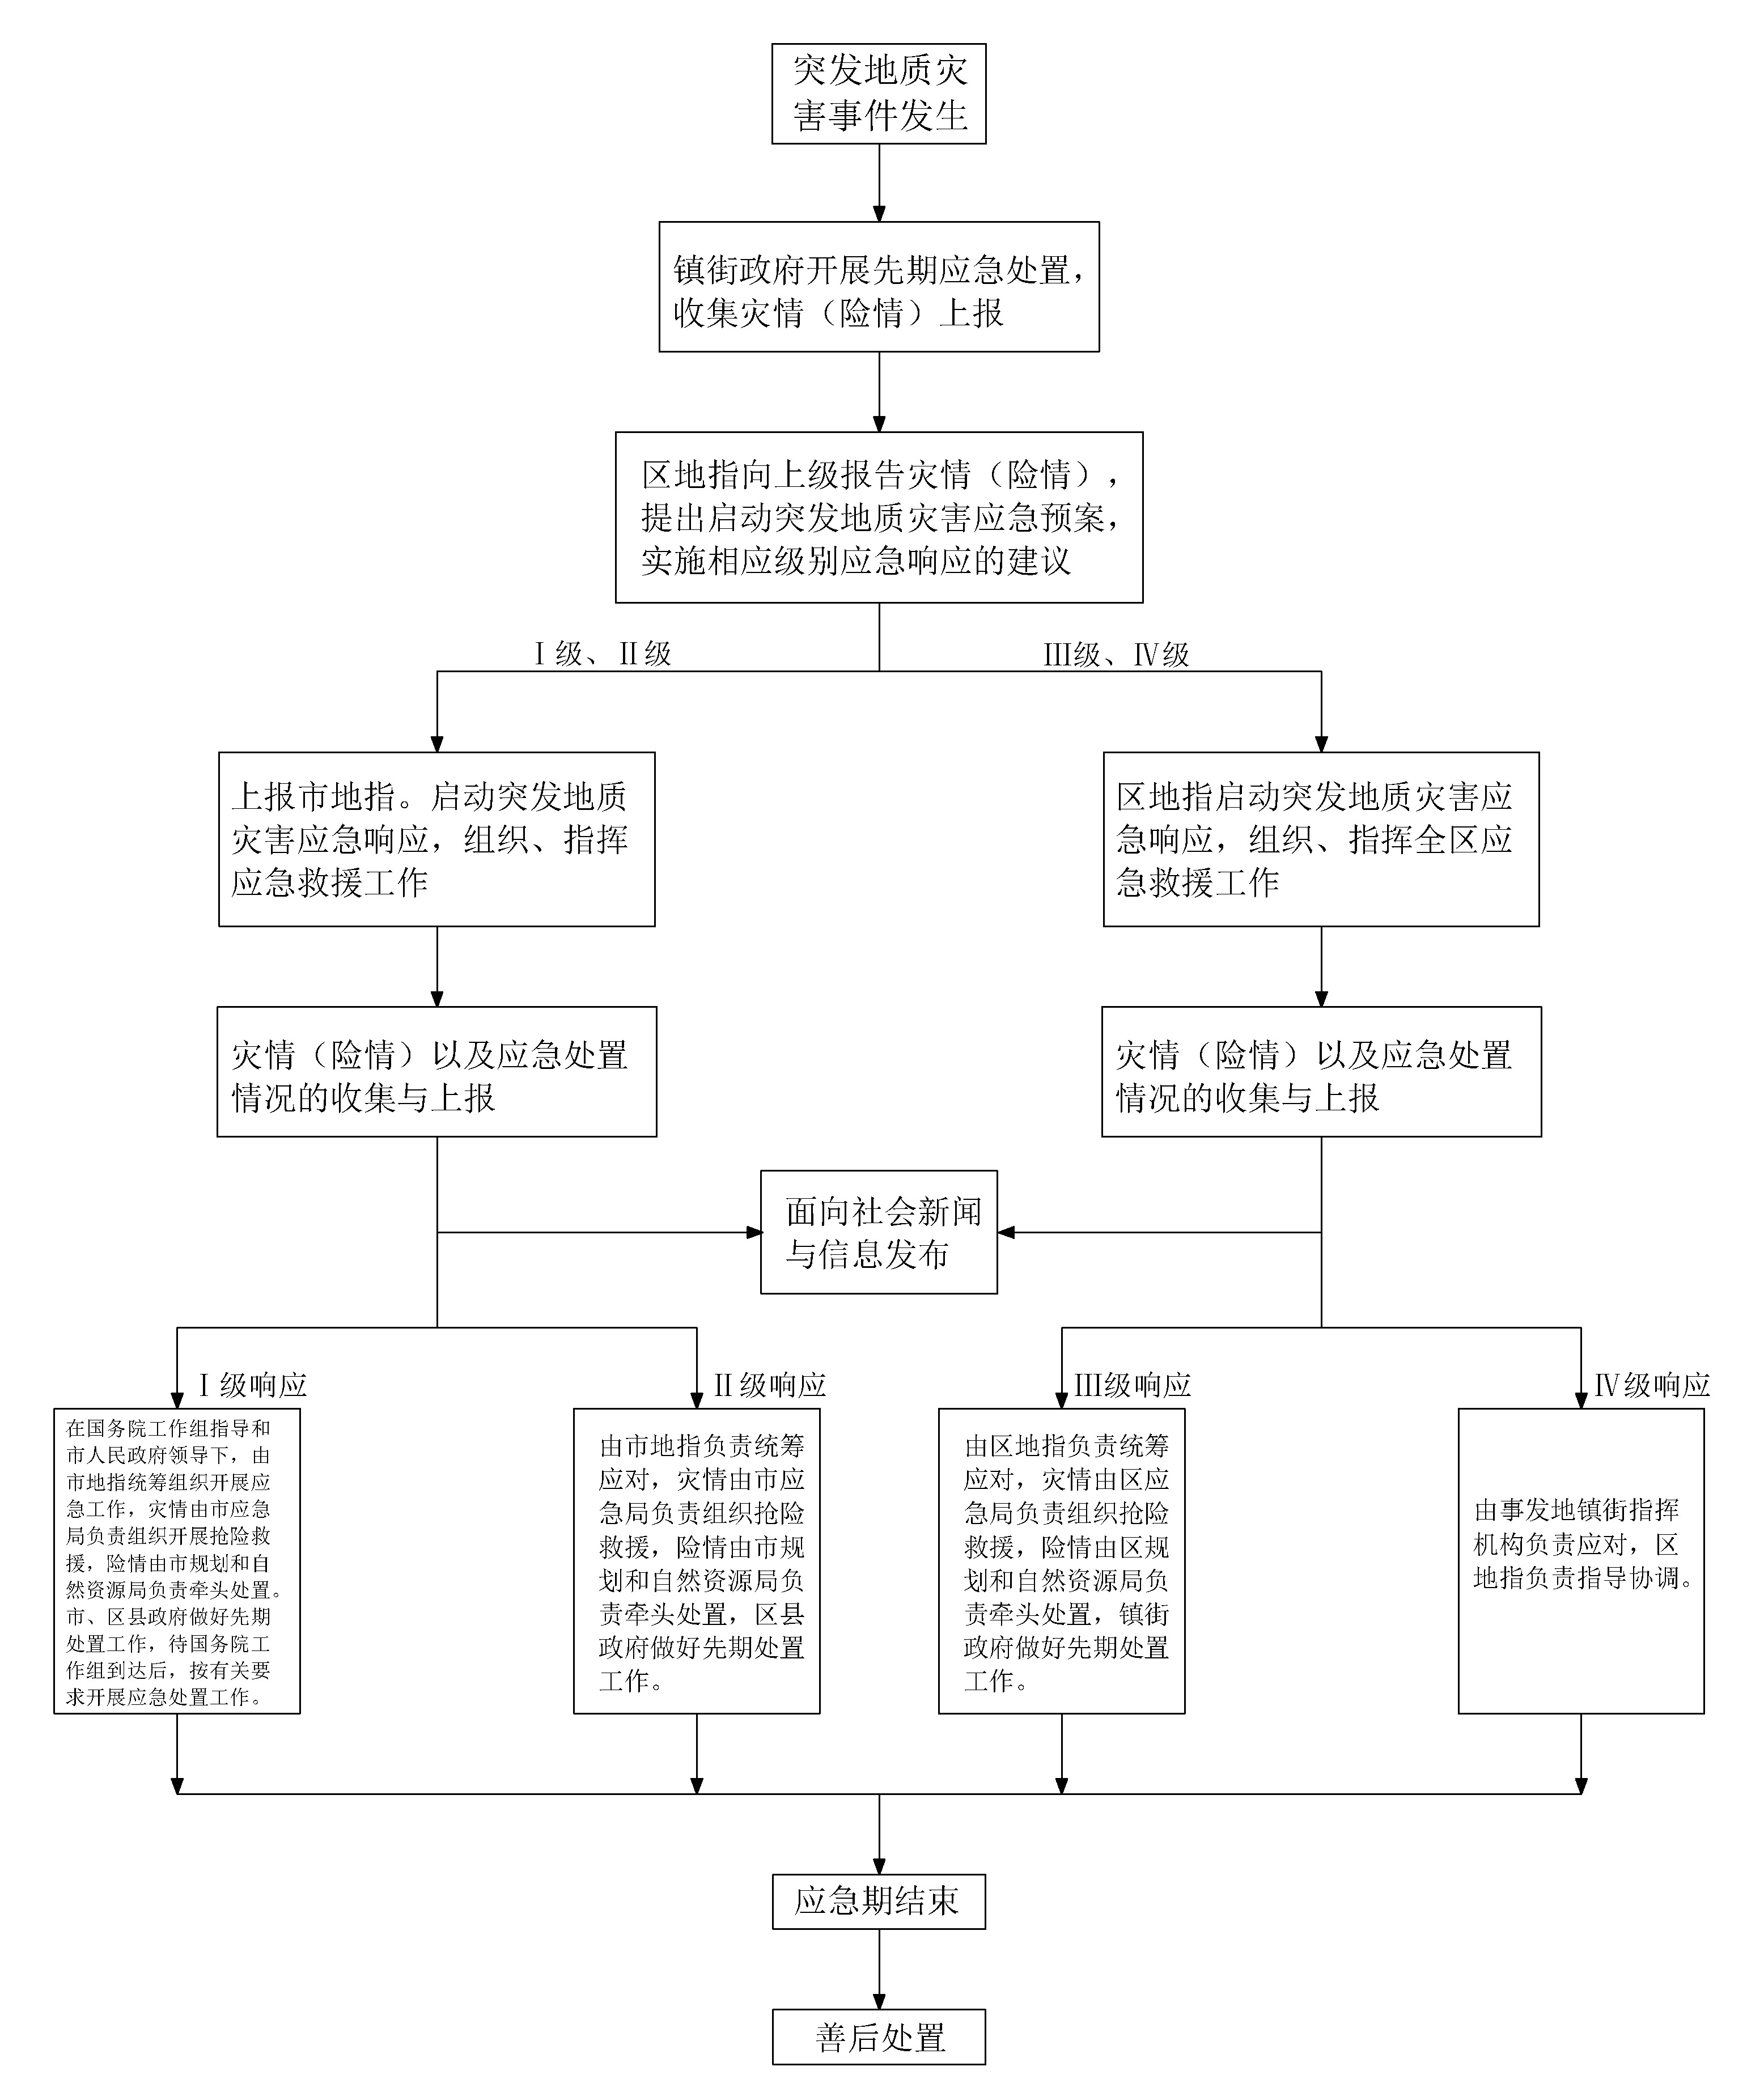 突发地质灾
害事件发生
镇街政府开展先期应急处置，
收集灾情（险情）上报
区地指向上级报告灾情（险情），
提出启动突发地质灾害应急预案，
实施相应级别应急响应的建议
Ⅰ级、Ⅱ级
Ⅲ级、Ⅳ级
上报市地指。启动突发地质
灾害应急响应，组织、指挥
应急救援工作
区地指启动突发地质灾害应
急响应，组织、指挥全区应
急救援工作
灾情（险情）以及应急处置
情况的收集与上报
灾情（险情）以及应急处置
情况的收集与上报
面向社会新闻
与信息发布
Ⅰ级响应
在国务院工作组指导和
市人民政府领导下，由
市地指统筹组织开展应
急工作，灾情由市应急
局负责组织开展抢险救
援，险情由市规划和自
然资源局负责牵头处置。
市、区县政府做好先期
处置工作，待国务院工
作组到达后，按有关要
求开展应急处置工作。
Ⅱ级响应
由市地指负责统筹
应对，灾情由市应
急局负责组织抢险
救援，险情由市规
划和自然资源局负
责牵头处置，区县
政府做好先期处置
工作。
Ⅲ级响应
由区地指负责统筹
应对，灾情由区应
急局负责组织抢险
救援，险情由区规
划和自然资源局负
责牵头处置，镇街
政府做好先期处置
工作。
Ⅳ级响应
由事发地镇街指挥
机构负责应对，区
地指负责指导协调。
应急期结束
善后处置